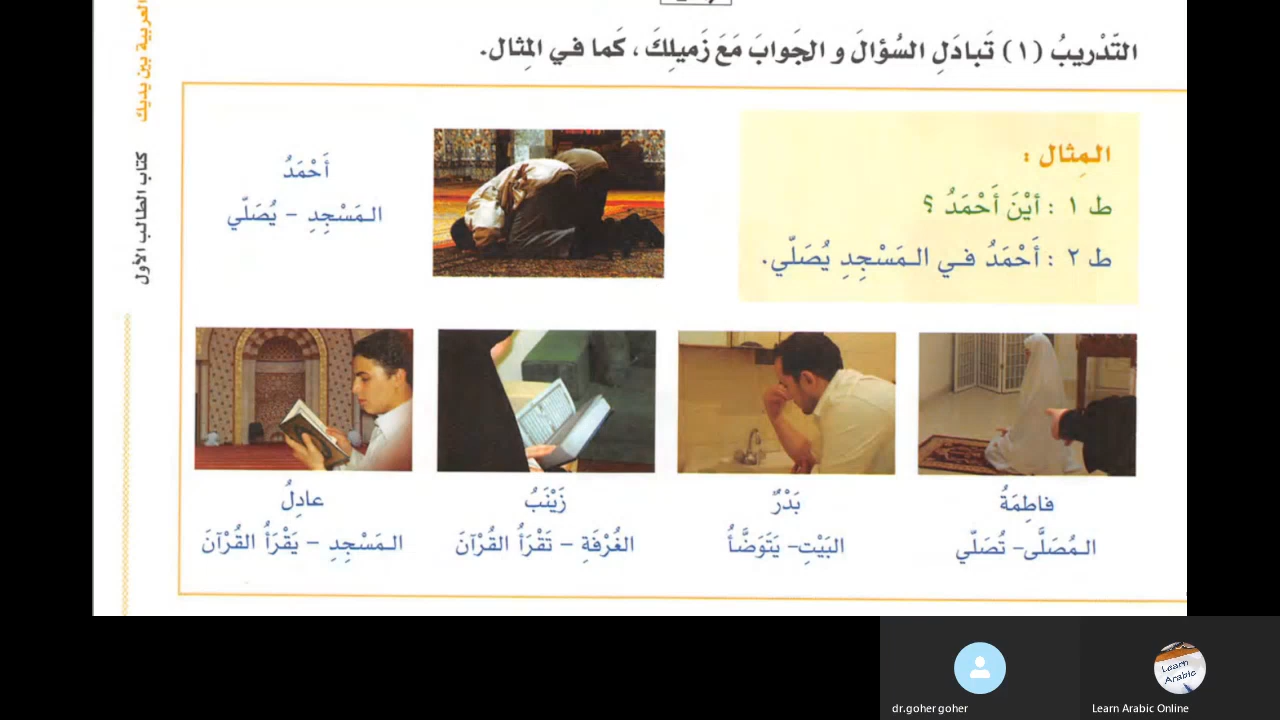 التَّدْرِيبُ (١) تَبادَلِ السُّؤالَ و الجَوابَ مَعَ زَميلِكَ ، كَما في المِثال.
المِثال :
ط ١ : أَيْنَ أَحْمَدُ ؟
ط ٢ : أَحْمَدُ في المَسْجِدِ يُصَلّي.
أَحْمَدُ
المَسْجِدِ – يُصَلّي
فاطِمَةُ
المُصَلَّى– تُصَلّي
بَدْرٌ
البَيْتِ– يَتَوَضَّأُ
زَيْنَبُ
الغُرْفَةِ – تَقْرَأُ القُرْآنَ
عادِلٌ
المَسْجِدِ – يَقْرَأُ القُرْآنَ
العربية بين يديك
كتاب الطالب الأول
dr.goher goher
Learn Arabic
Learn Arabic Online